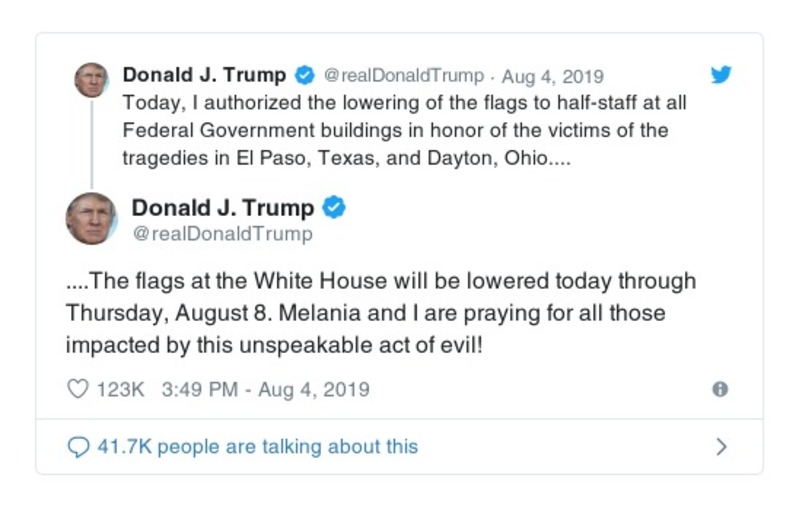 Donald J. Trump @realDonaldTrump · Aug 4, 2019
Today, I authorized the lowering of the flags to half-staff at all
Federal Government buildings in honor of the victims of the
tragedies in El Paso, Texas, and Dayton, Ohio....
Donald J. Trump
@realDonaldTrump
....The flags at the White House will be lowered today through
Thursday, August 8. Melania and I are praying for all those
impacted by this unspeakable act of evil!
123K 3:49 PM - Aug 4, 2019
41.7K people are talking about this